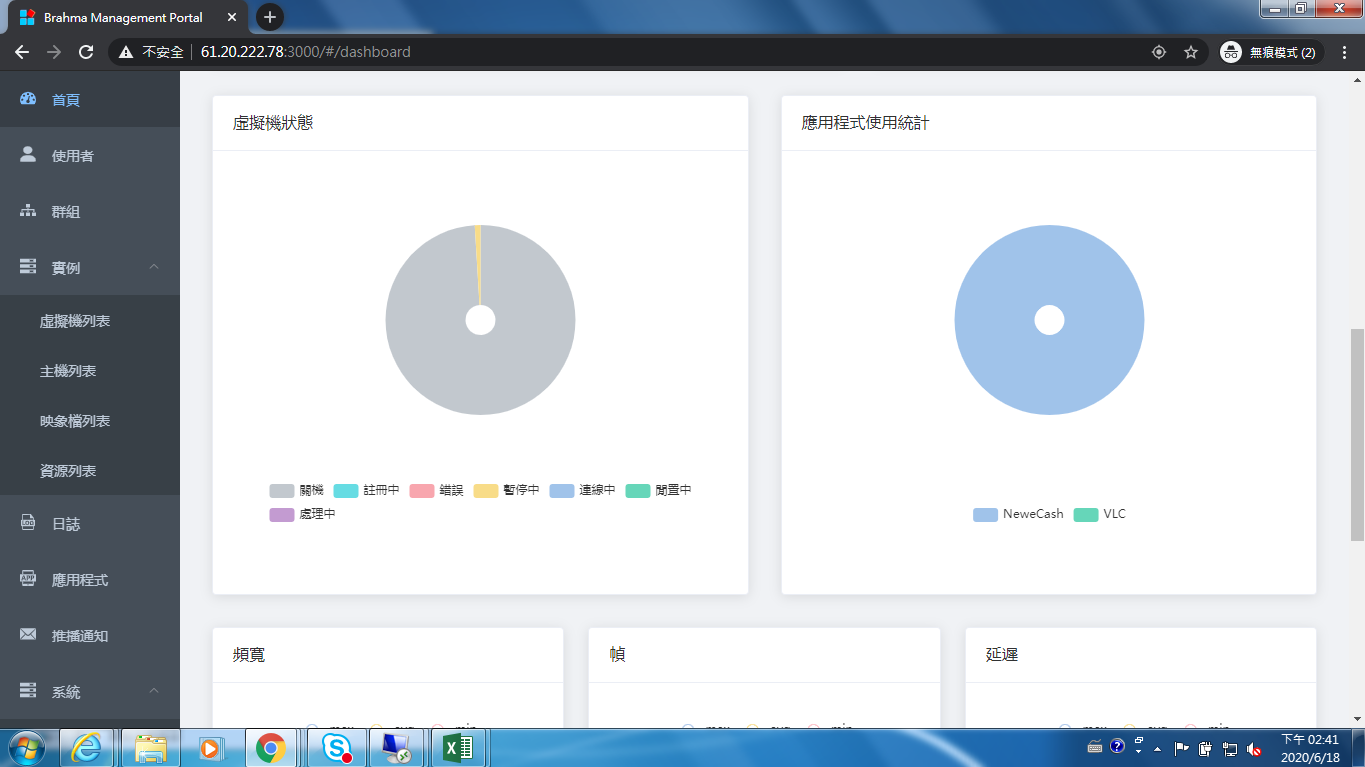 Brahma Management Portal
不安全
61.20.222.78:3000/#/dashboard
無痕模式 (2)
首頁
使用者
群組
實例
虛擬機列表
主機列表
映象檔列表
資源列表
日誌
應用程式
推播通知
系統
虛擬機狀態
關機 註冊中 錯誤 暫停中 連線中 閒置中
處理中
應用程式使用統計
NeweCash VLC
頻寬
幀
延遲
下午 02:41
2020/6/18